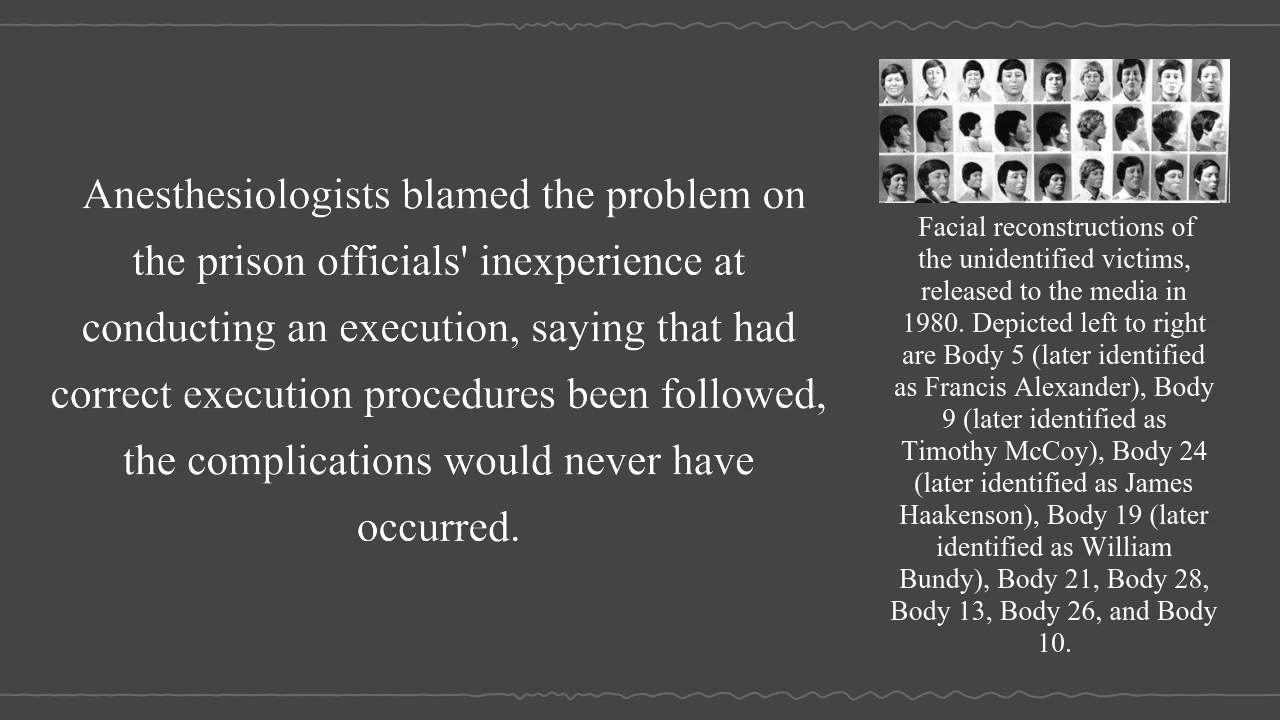 Anesthesiologists blamed the problem on
the prison officials' inexperience at
conducting an execution, saying that had
correct execution procedures been followed,
the complications would never have
occurred.
Facial reconstructions of
the unidentified victims,
released to the media in
1980. Depicted left to right
are Body 5 (later identified
as Francis Alexander), Body
9 (later identified as
Timothy McCoy), Body 24
(later identified as James
Haakenson), Body 19 (later
identified as William
Bundy), Body 21, Body 28,
Body 13, Body 26, and Body
10.